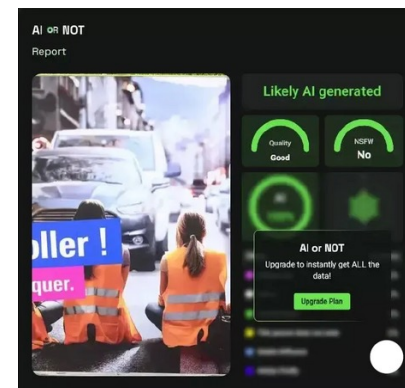 AI OR NOT
Report
Likely AI generated
Quality
Good
NSFW
No
ller !
quer.
AI or NOT
Upgrade to instantly get ALL the
data!
Upgrade Plan